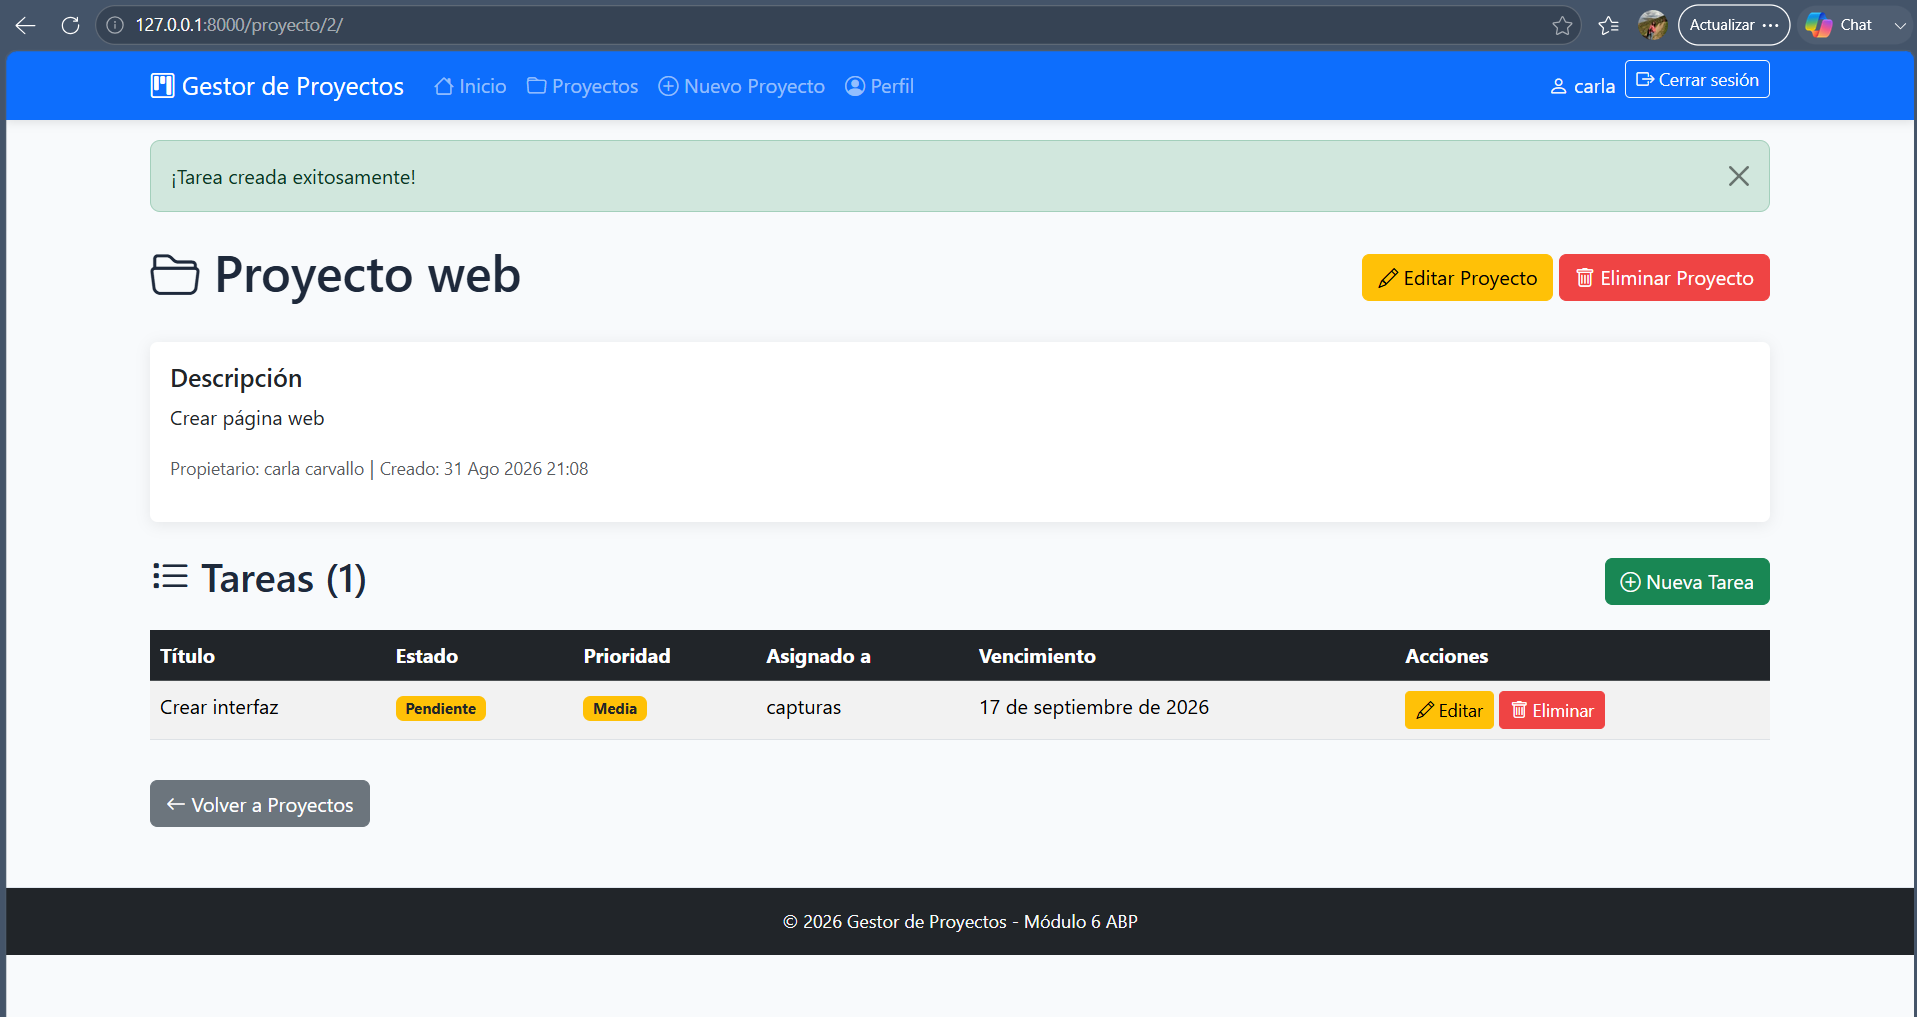 127.0.0.1:8000/proyecto/2/
Actualizar ···
Chat
Gestor de Proyectos
Inicio
Proyectos
Nuevo Proyecto
Perfil
carla
Cerrar sesión
¡Tarea creada exitosamente!
Proyecto web
Editar Proyecto
Eliminar Proyecto
Descripción
Crear página web
Propietario: carla carvallo | Creado: 31 Ago 2026 21:08
Tareas (1)
Nueva Tarea
Título Estado Prioridad Asignado a Vencimiento Acciones
Crear interfaz Pendiente Media capturas 17 de septiembre de 2026 Editar Eliminar
← Volver a Proyectos
© 2026 Gestor de Proyectos - Módulo 6 ABP